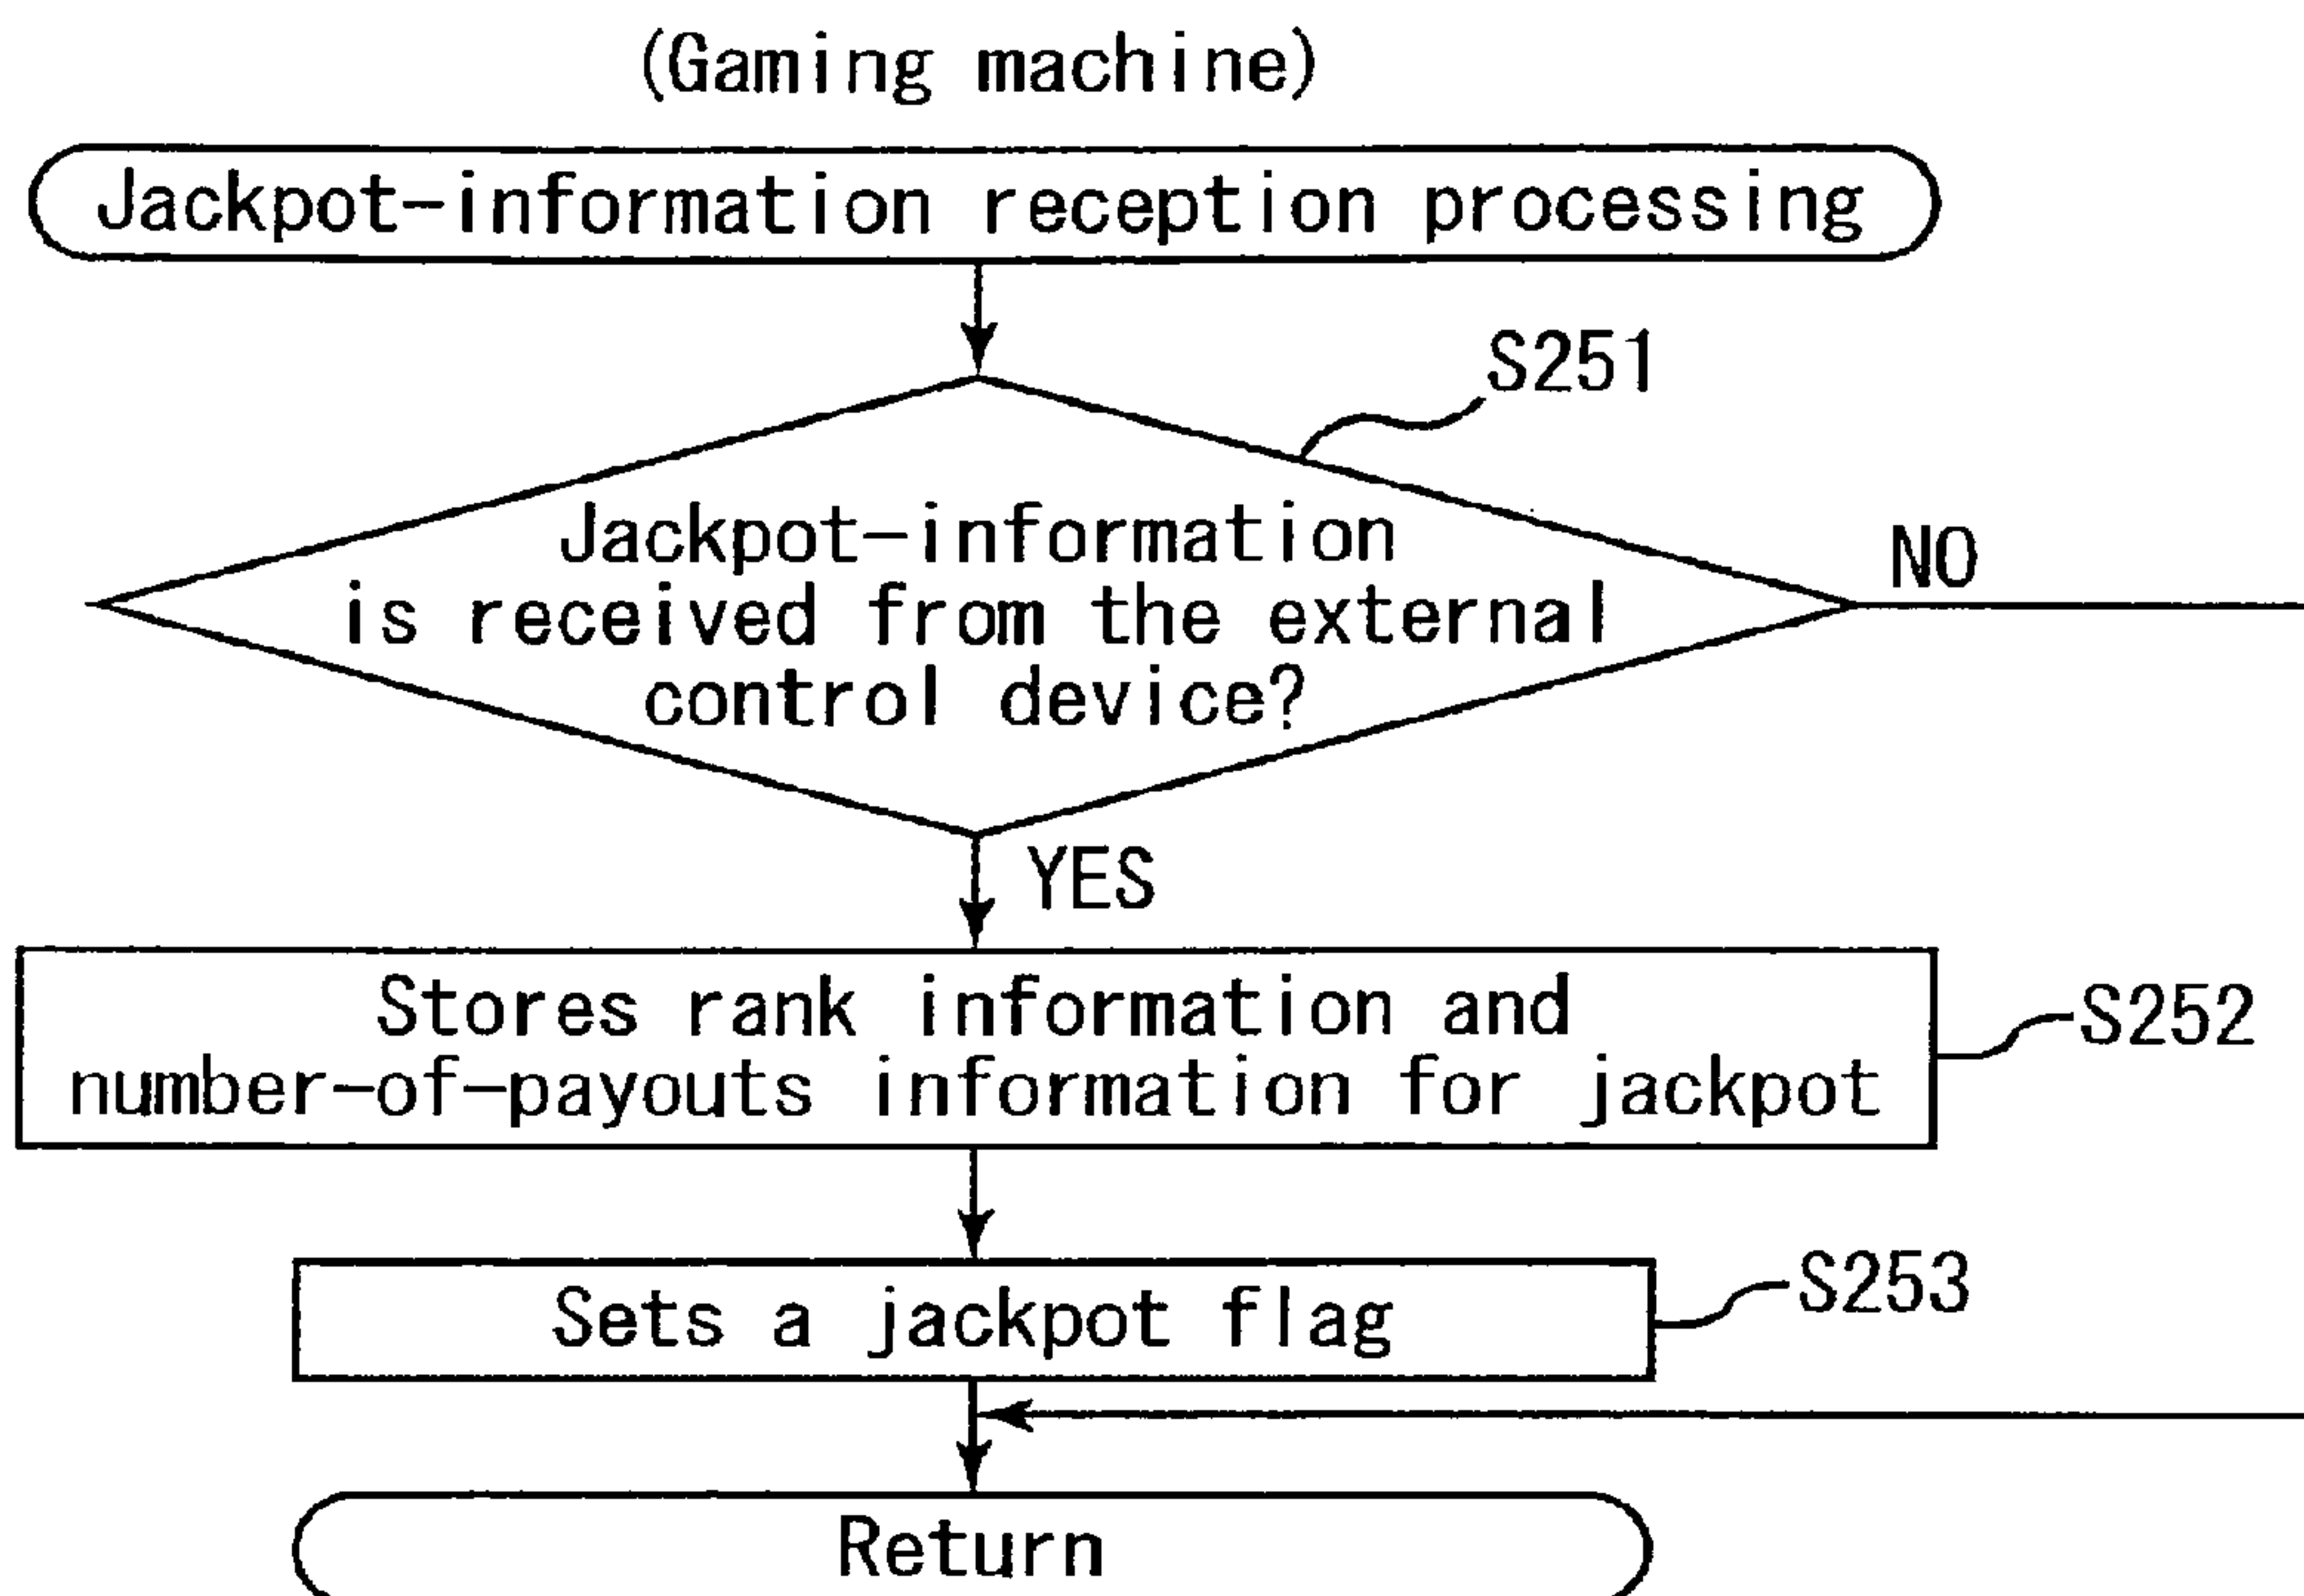 (Gaming machine)
Jackpot-information reception processing
S251
Jackpot-information
is received from the external
control device?
NO
YES
Stores rank information and
number-of-payouts information for jackpot
S252
Sets a jackpot flag
S253
Return